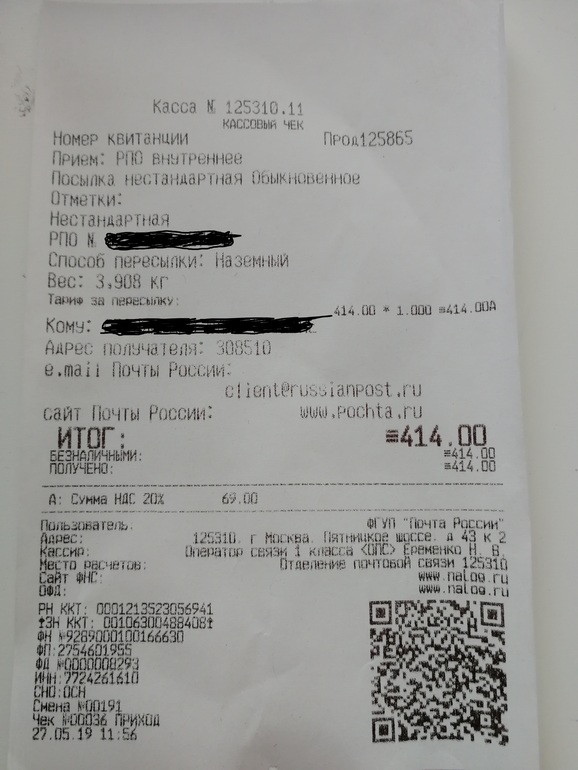 Касса № 125310.11
КАССОВЫЙ ЧЕК
Номер квитанции Прод125865
Прием: РПО внутреннее
Посылка нестандартная Обыкновенное
Отметки:
Нестандартная
РПО №
Способ пересылки: Наземный
Вес: 3,908 кг
Тариф за пересылку:
414.00 * 1.000 ≡414.00А
Кому:
Адрес получателя: 308510
e.mail Почты России:
client@russianpost.ru
сайт Почты России: www.pochta.ru
ИТОГ: ≡414.00
БЕЗНАЛИЧНЫМИ: ≡414.00
ПОЛУЧЕНО: ≡414.00
А: Сумма НДС 20% 69.00
Пользователь: ФГУП "Почта России"
Адрес: 125310, г Москва, Пятницкое шоссе, д 43 к 2
Кассир: Оператор связи 1 класса <ОПС> Еременко Н. В.
Место расчетов: Отделение почтовой связи 125310
Сайт ФНС: www.nalog.ru
ОФД: www.nalog.ru
РН ККТ: 0001213523056941
ЗН ККТ: 00106300488408
ФН №9289000100166630
ФП:2754601955
ФД №0000008293
ИНН:7724261610
СНО:ОСН
Смена №00191
Чек №00036 ПРИХОД
27.05.19 11:56